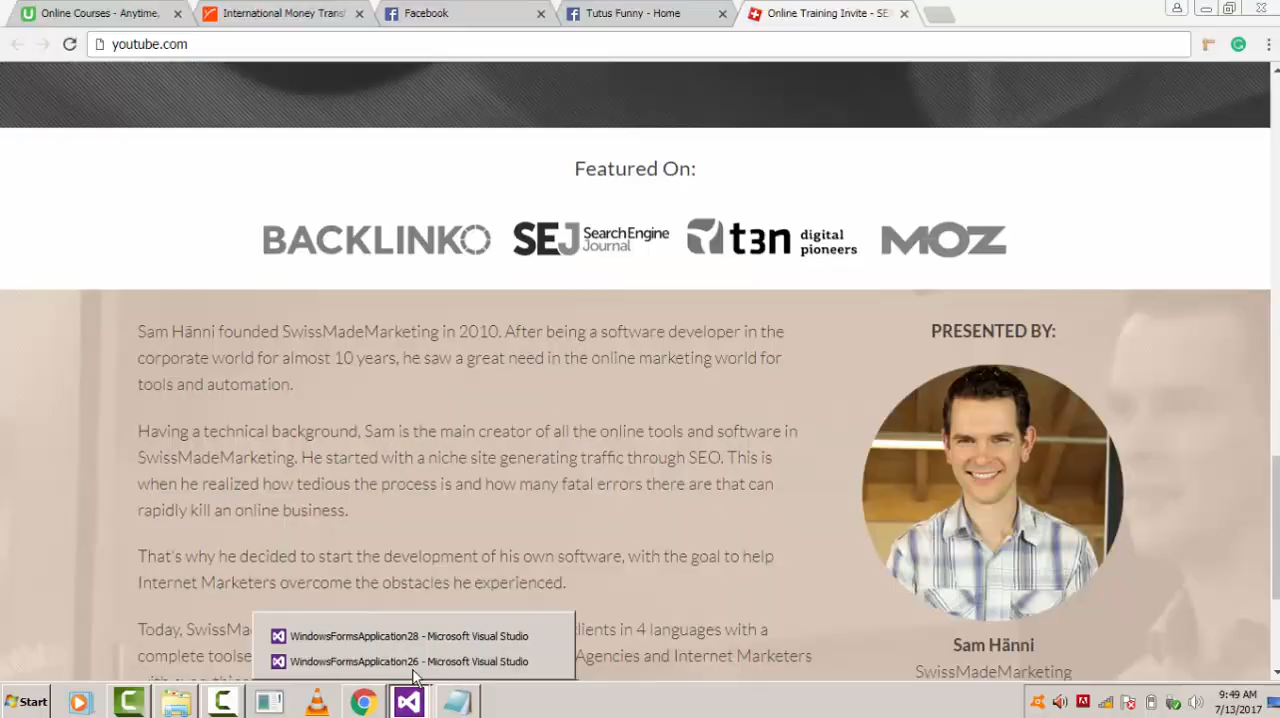 Online Courses - Anytime,
International Money Transf
Facebook
Tutus Funny - Home
Online Training Invite - SE
youtube.com
Featured On:
BACKLINKO
SEJ Search Engine Journal
t3n digital pioneers
MOZ
Sam Hänni founded SwissMadeMarketing in 2010. After being a software developer in the
corporate world for almost 10 years, he saw a great need in the online marketing world for
tools and automation.
Having a technical background, Sam is the main creator of all the online tools and software in
SwissMadeMarketing. He started with a niche site generating traffic through SEO. This is
when he realized how tedious the process is and how many fatal errors there are that can
rapidly kill an online business.
That's why he decided to start the development of his own software, with the goal to help
Internet Marketers overcome the obstacles he experienced.
Today, SwissMa
clients in 4 languages with a
complete toolse
Agencies and Internet Marketers
PRESENTED BY:
Sam Hänni
SwissMadeMarketing
WindowsFormsApplication28 - Microsoft Visual Studio
WindowsFormsApplication26 - Microsoft Visual Studio
Start
9:49 AM
7/13/2017